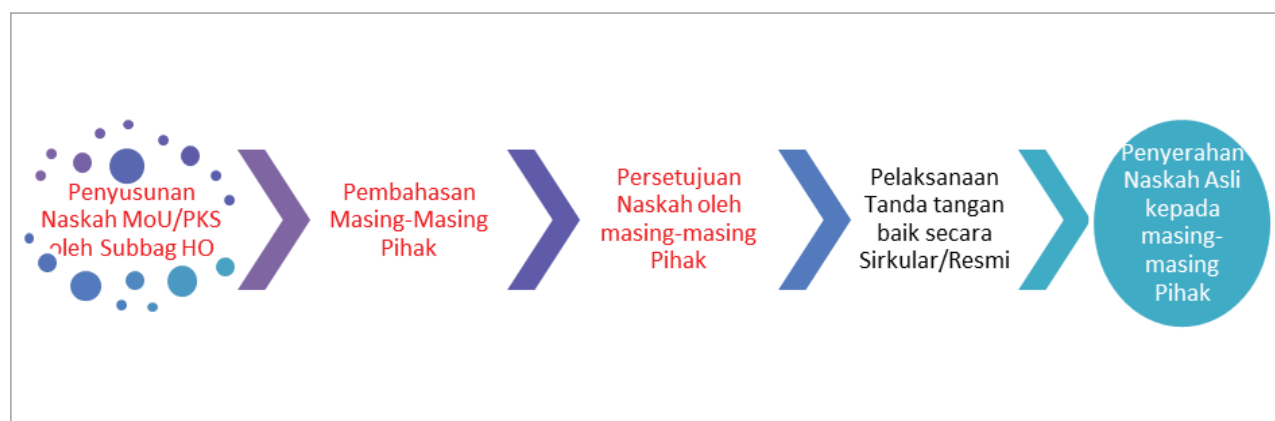 Penyusunan
Naskah MoU/PKS
oleh Subbag HO
Pembahasan
Masing-Masing
Pihak
Persetujuan
Naskah oleh
masing-masing
Pihak
Pelaksanaan
Tanda tangan
baik secara
Sirkular/Resmi
Penyerahan
Naskah Asli
kepada
masing-
masing
Pihak